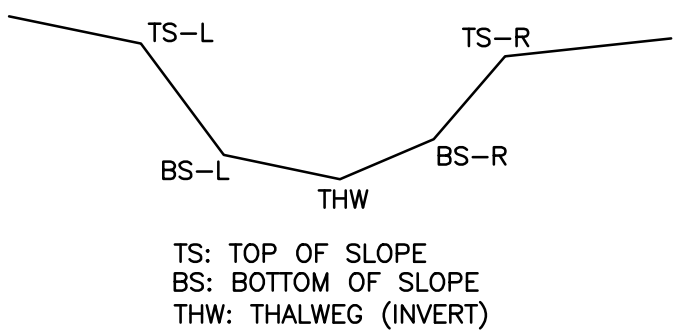 TS-L
TS-R
BS-L
BS-R
THW
TS: TOP OF SLOPE
BS: BOTTOM OF SLOPE
THW: THALWEG (INVERT)